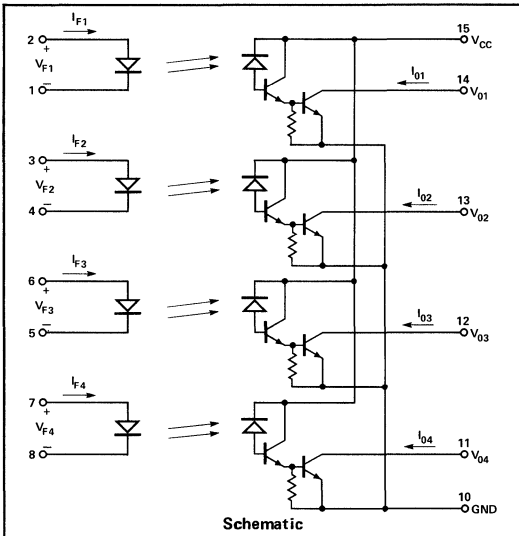 I_F1
15
2
+
V_CC
V_F1
I_01
14
1
−
V_01
I_F2
3
+
V_F2
I_02
13
4
−
V_02
I_F3
6
+
V_F3
I_03
12
5
−
V_03
I_F4
7
+
V_F4
I_04
11
8
−
V_04
10
GND
Schematic